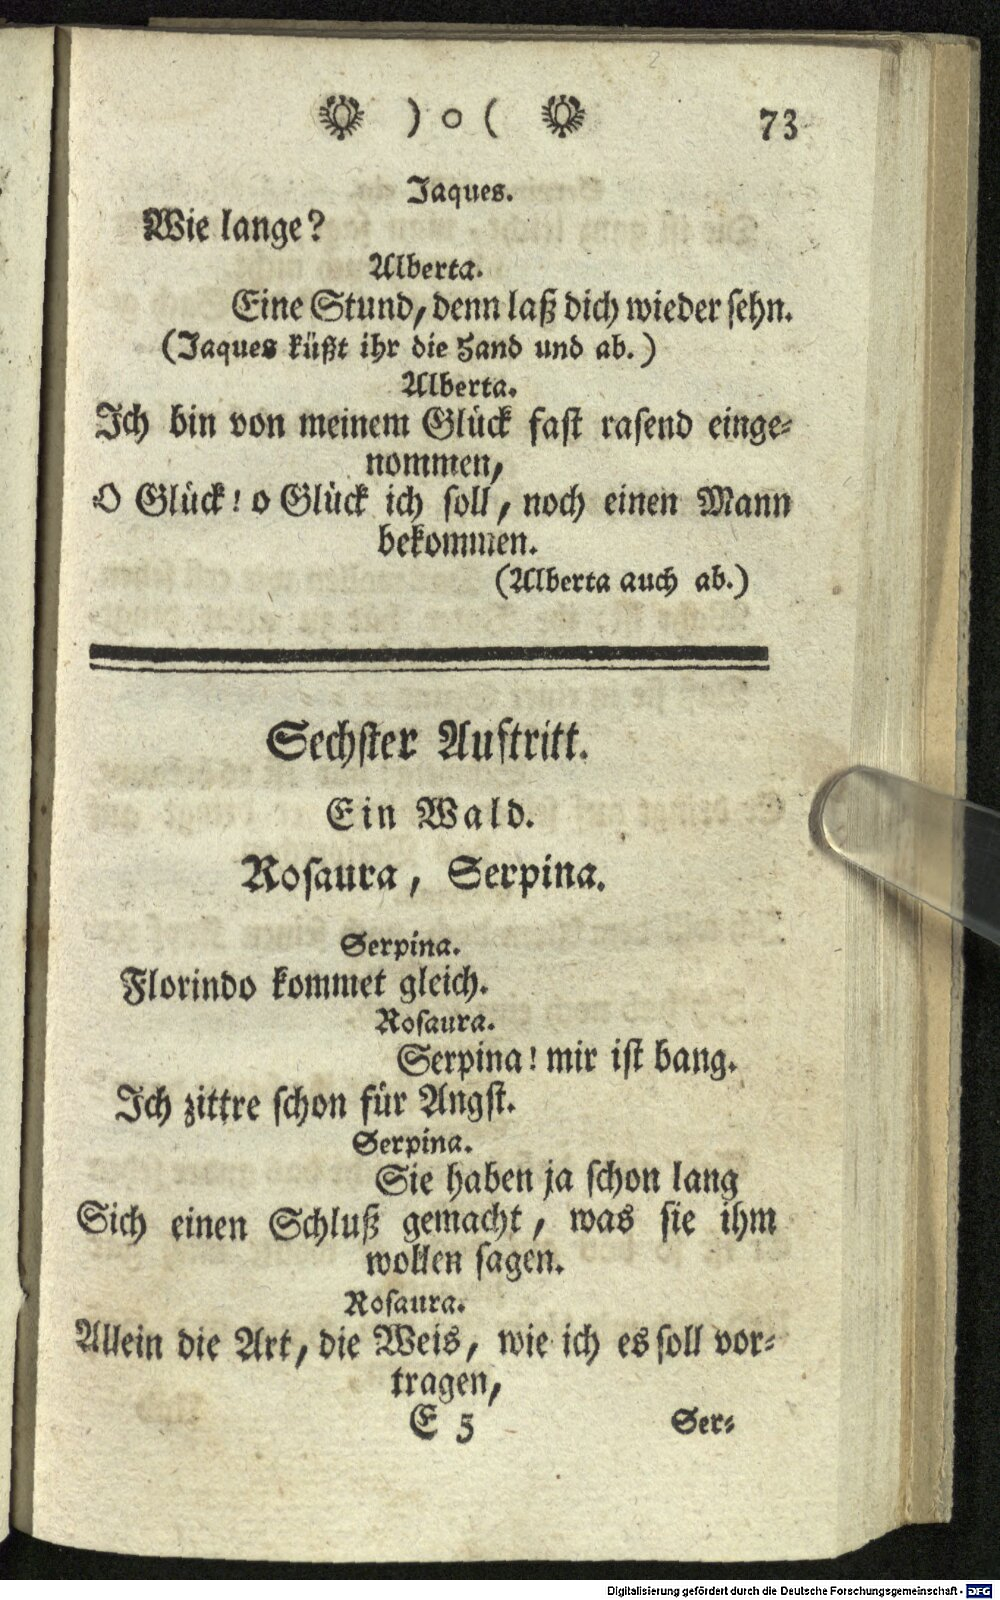 ) o ( 73
Jaques.
Wie lange?
Alberta.
Eine Stund, denn laß dich wieder sehn.
(Jaques küßt ihr die Hand und ab.)
Alberta.
Ich bin von meinem Glück fast rasend einge-
nommen,
O Glück! o Glück ich soll, noch einen Mann
bekommen.
(Alberta auch ab.)
Sechster Auftritt.
Ein Wald.
Rosaura, Serpina.
Serpina.
Florindo kommet gleich.
Rosaura.
Serpina! mir ist bang.
Ich zittre schon für Angst.
Serpina.
Sie haben ja schon lang
Sich einen Schluß gemacht, was sie ihm
wollen sagen.
Rosaura.
Allein die Art, die Weis, wie ich es soll vor-
tragen,
E 5 Ser-
Digitalisierung gefördert durch die Deutsche Forschungsgemeinschaft - DFG